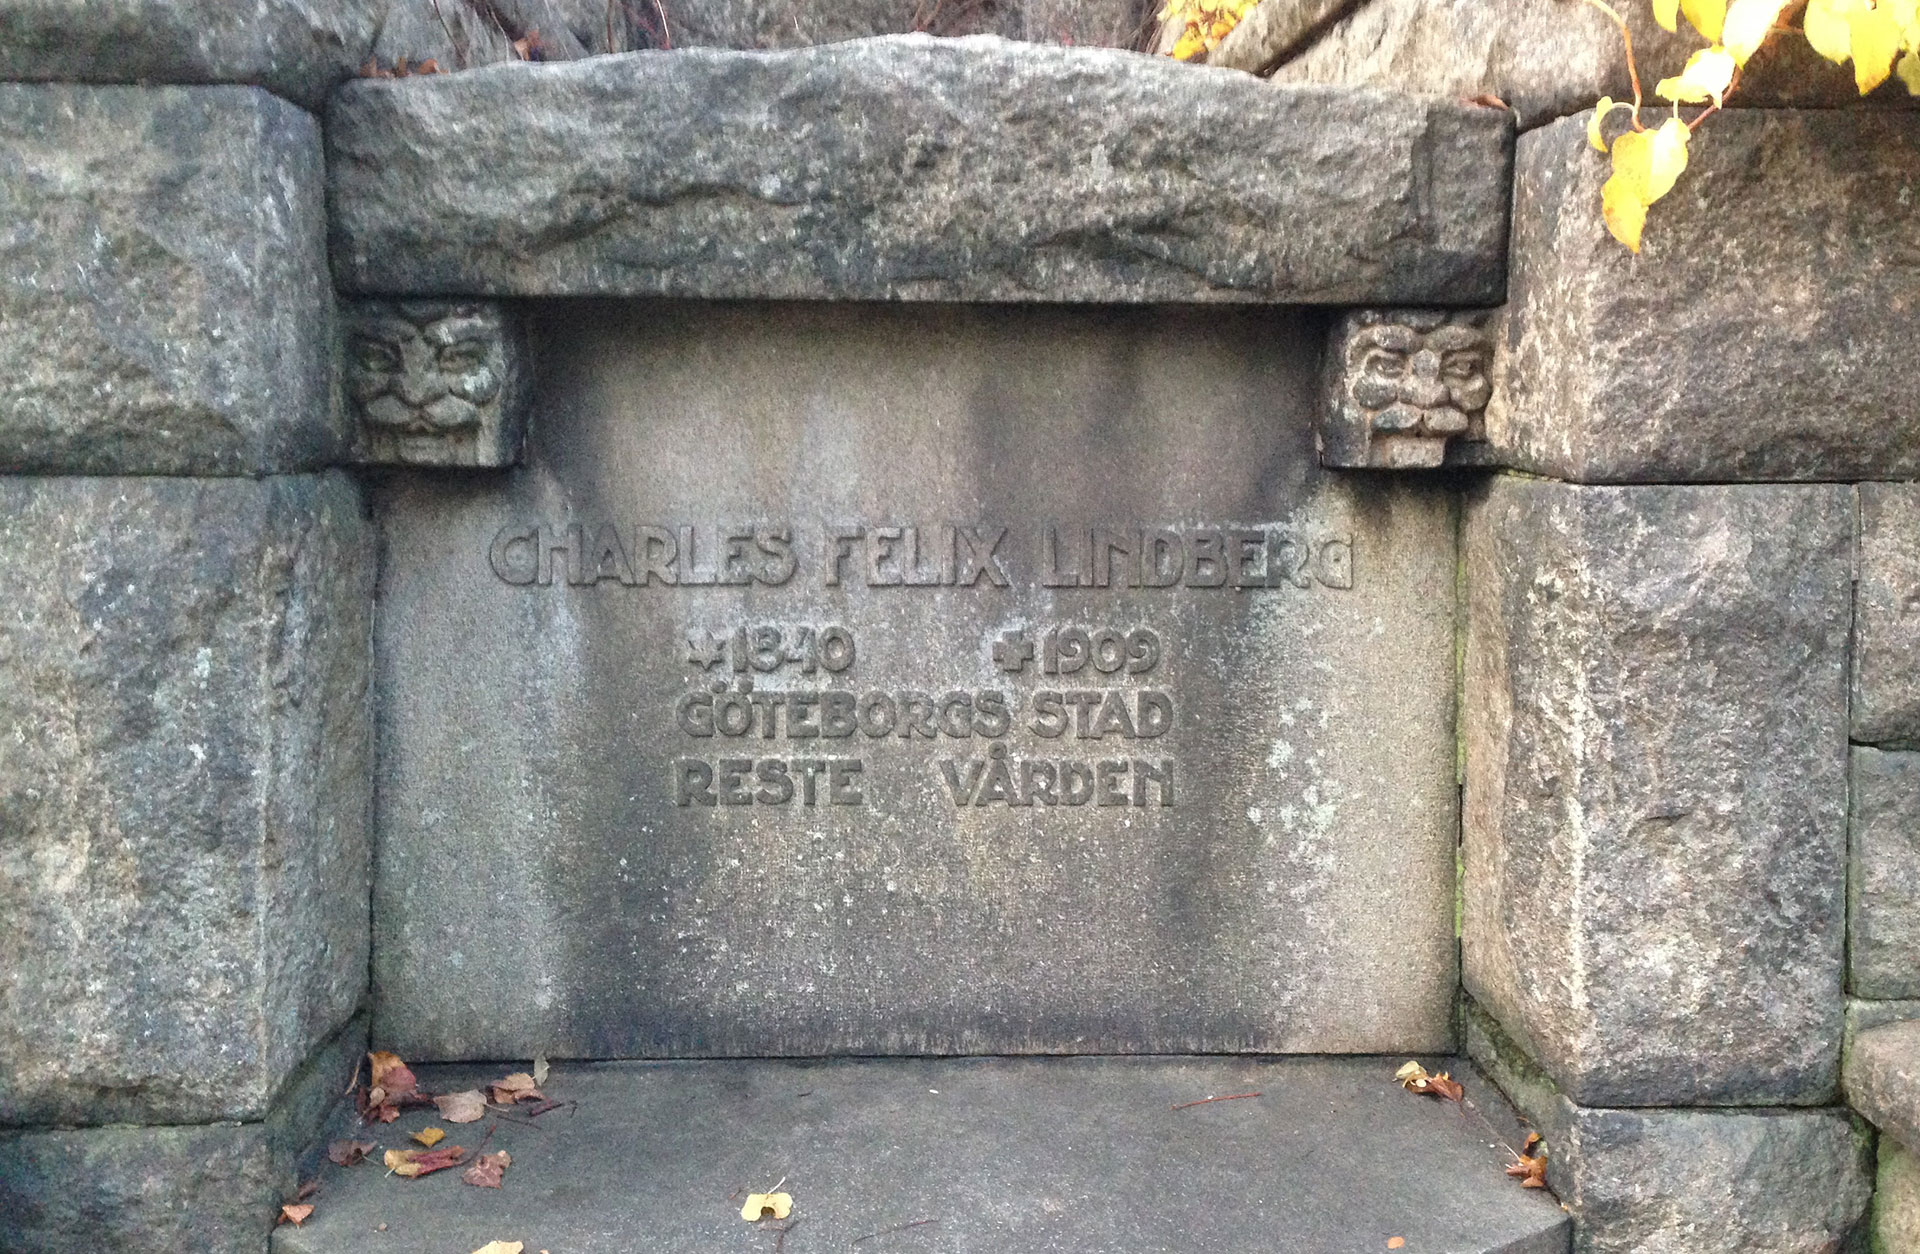 CHARLES FELIX LINDBERG
★1840 ✚1909
GÖTEBORGS STAD
RESTE VÅRDEN